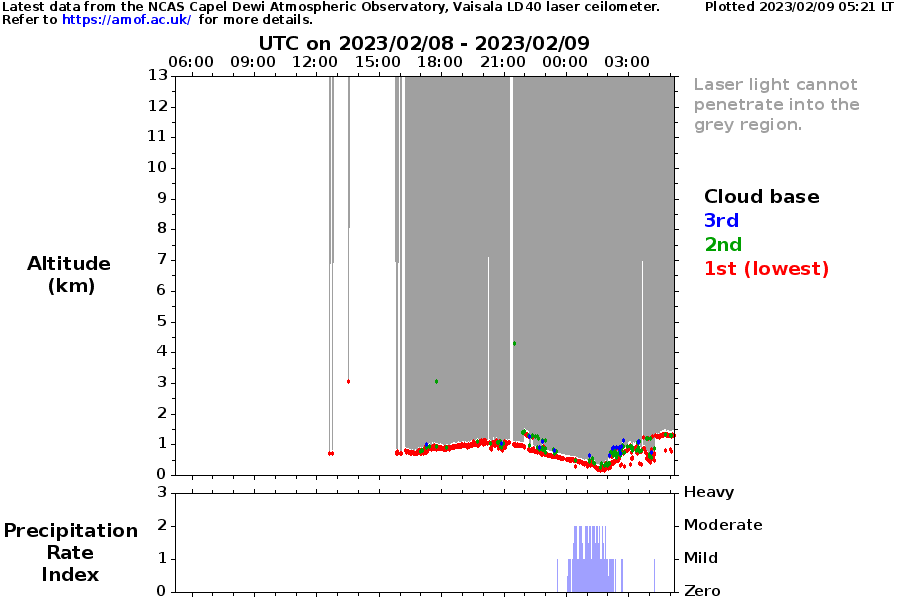 Latest data from the NCAS Capel Dewi Atmospheric Observatory, Vaisala LD40 laser ceilometer. Plotted 2023/02/09 05:21 LT
Refer to https://amof.ac.uk/ for more details.
UTC on 2023/02/08 - 2023/02/09
06:00 09:00 12:00 15:00 18:00 21:00 00:00 03:00
13
12
11
10
9
8
7
6
5
4
3
2
1
0
Altitude
(km)
Laser light cannot
penetrate into the
grey region.
Cloud base
3rd
2nd
1st (lowest)
3 Heavy
2 Moderate
1 Mild
0 Zero
Precipitation
Rate
Index